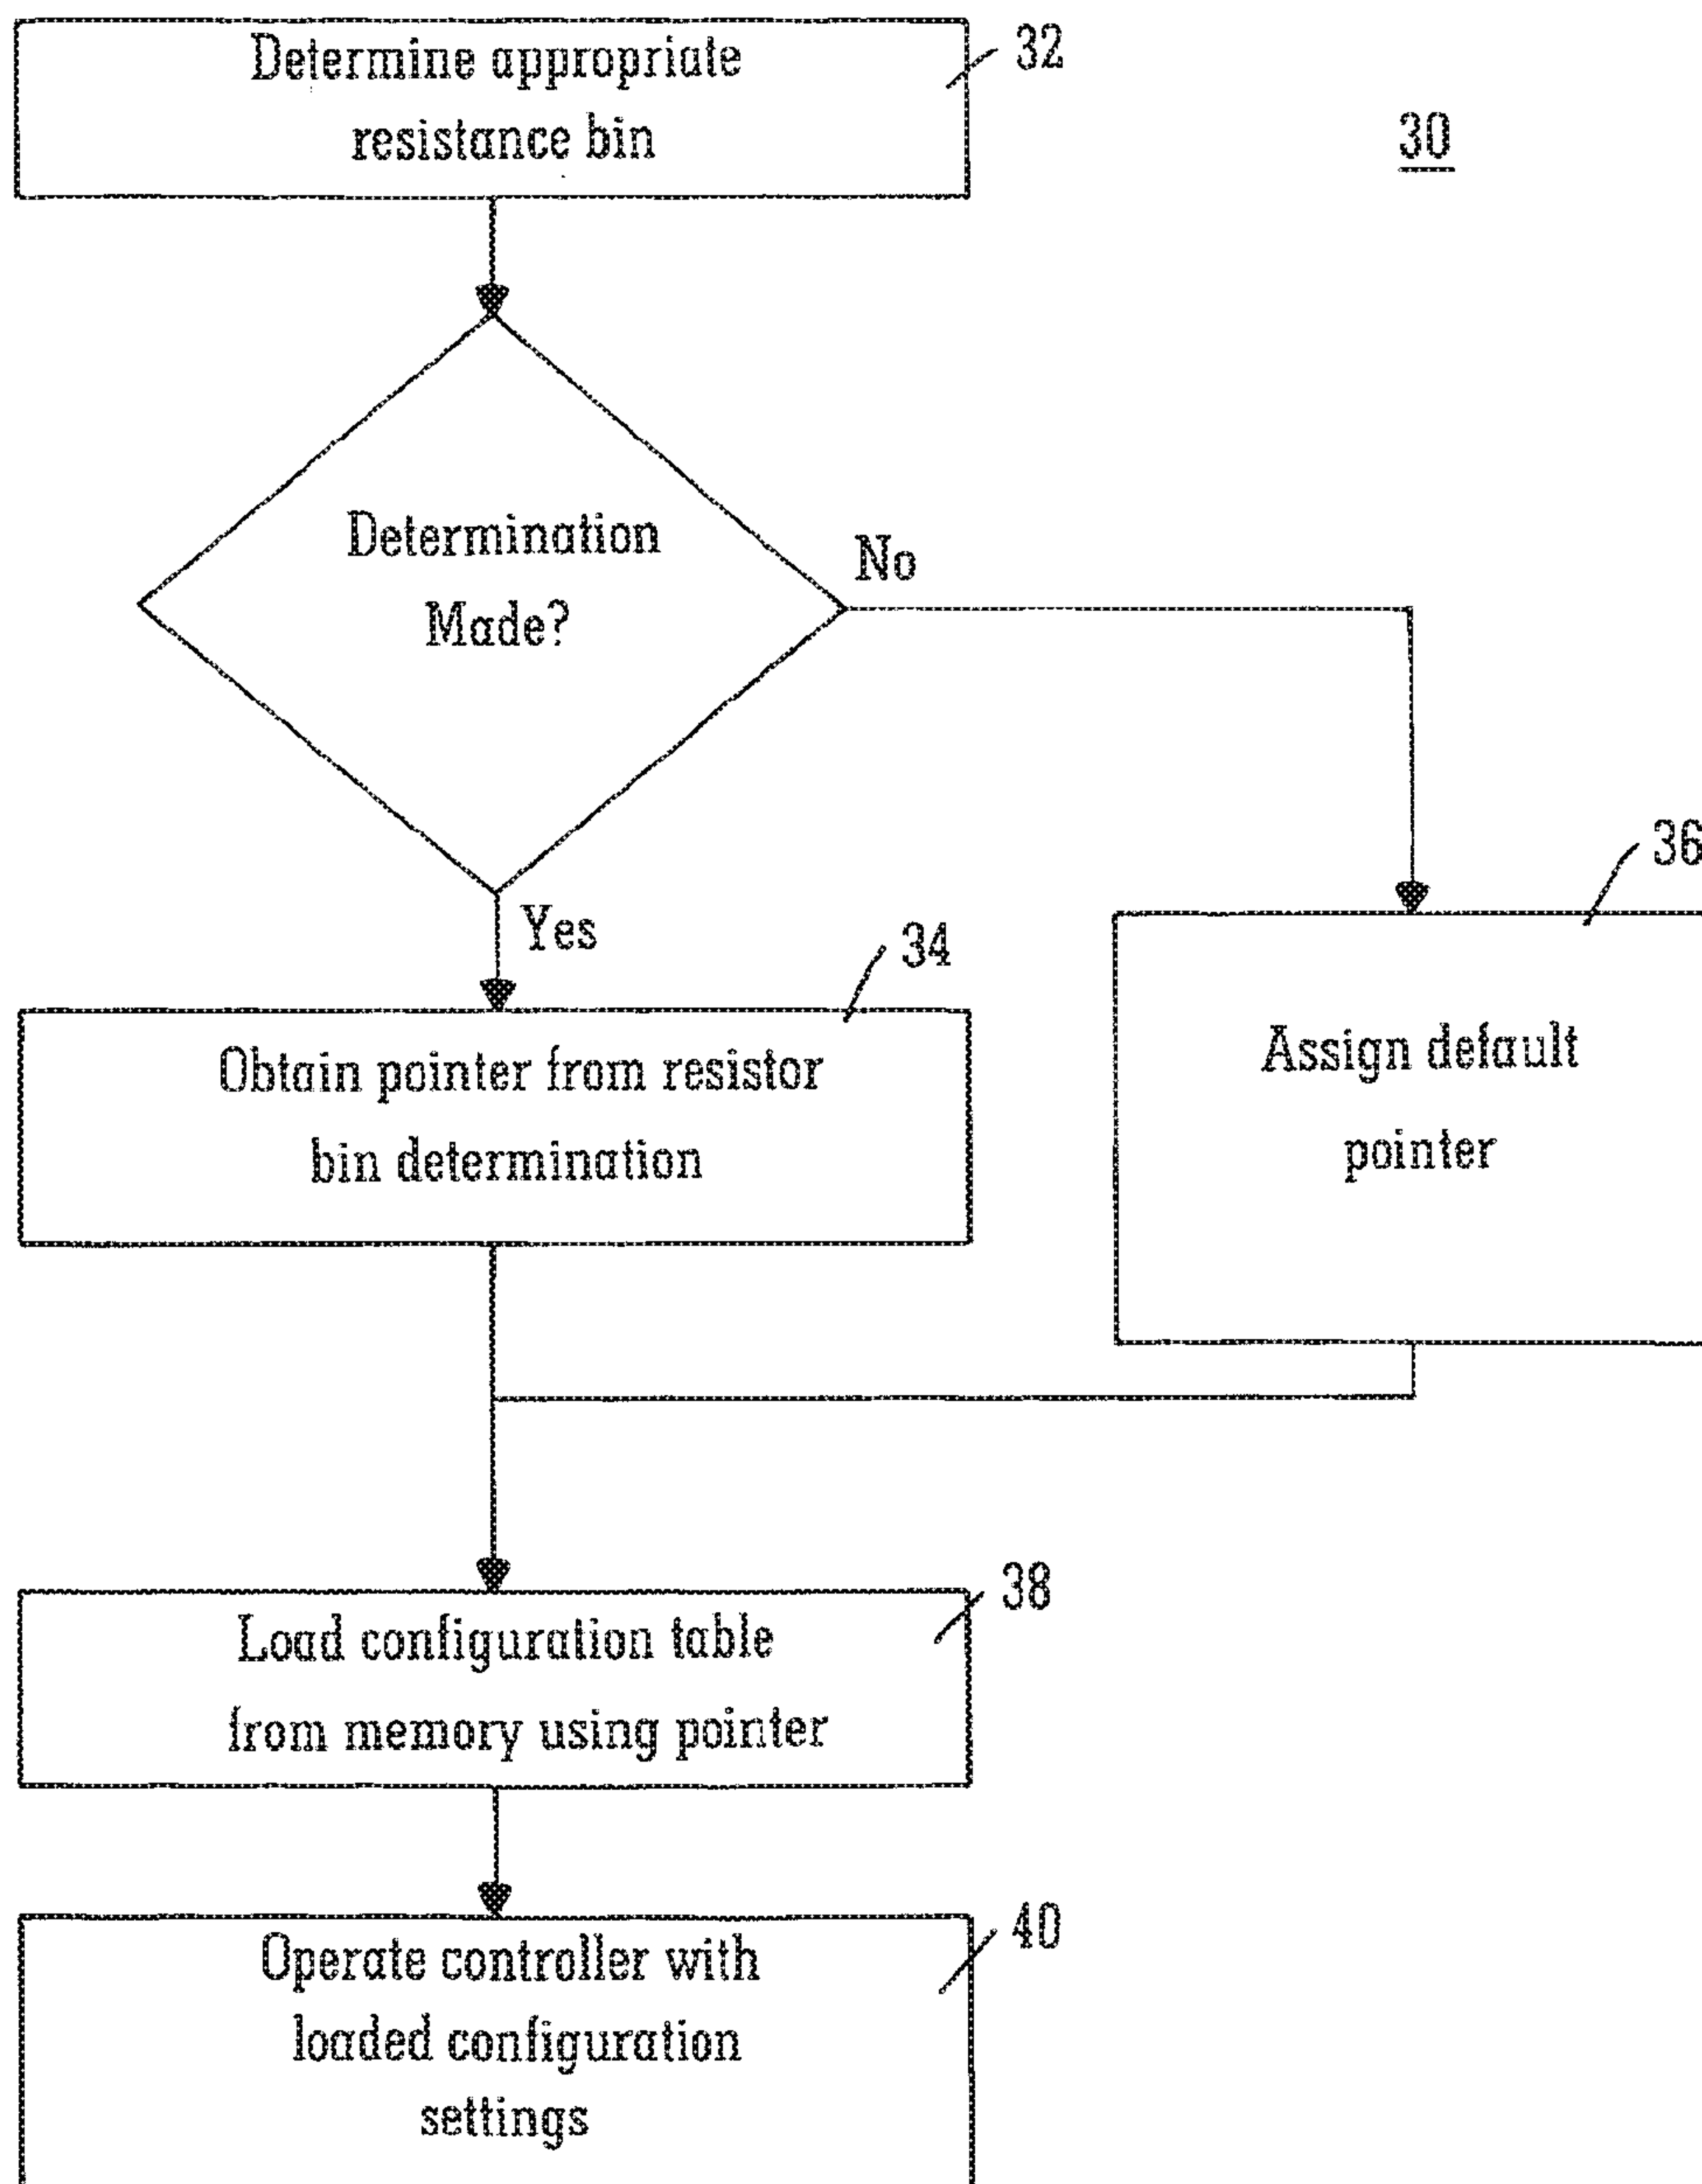 Determine appropriate
resistance bin
32
30
Determination
Made?
No
Yes
36
34
Obtain pointer from resistor
bin determination
Assign default
pointer
38
Load configuration table
from memory using pointer
40
Operate controller with
loaded configuration
settings